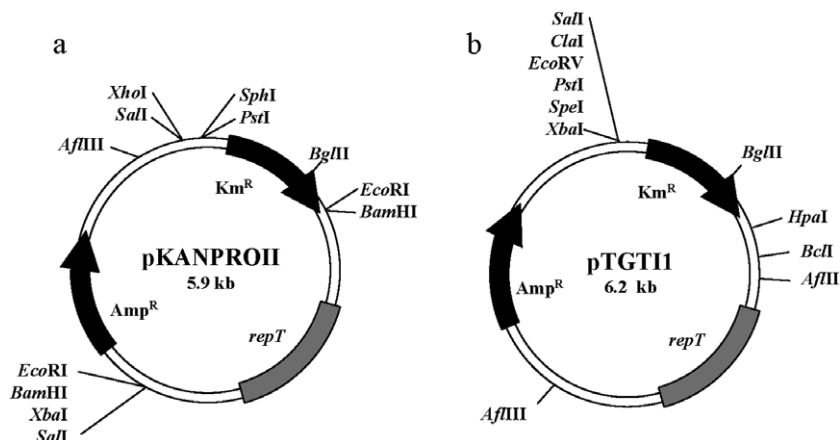 a
XhoI
SalI
SphI
PstI
AflIII
BglII
KmR
EcoRI
BamHI
pKANPROII
5.9 kb
AmpR
repT
EcoRI
BamHI
XbaI
SalI
b
SalI
ClaI
EcoRV
PstI
SpeI
XbaI
BglII
KmR
HpaI
BclI
AflII
pTGTI1
6.2 kb
AmpR
repT
AflIII